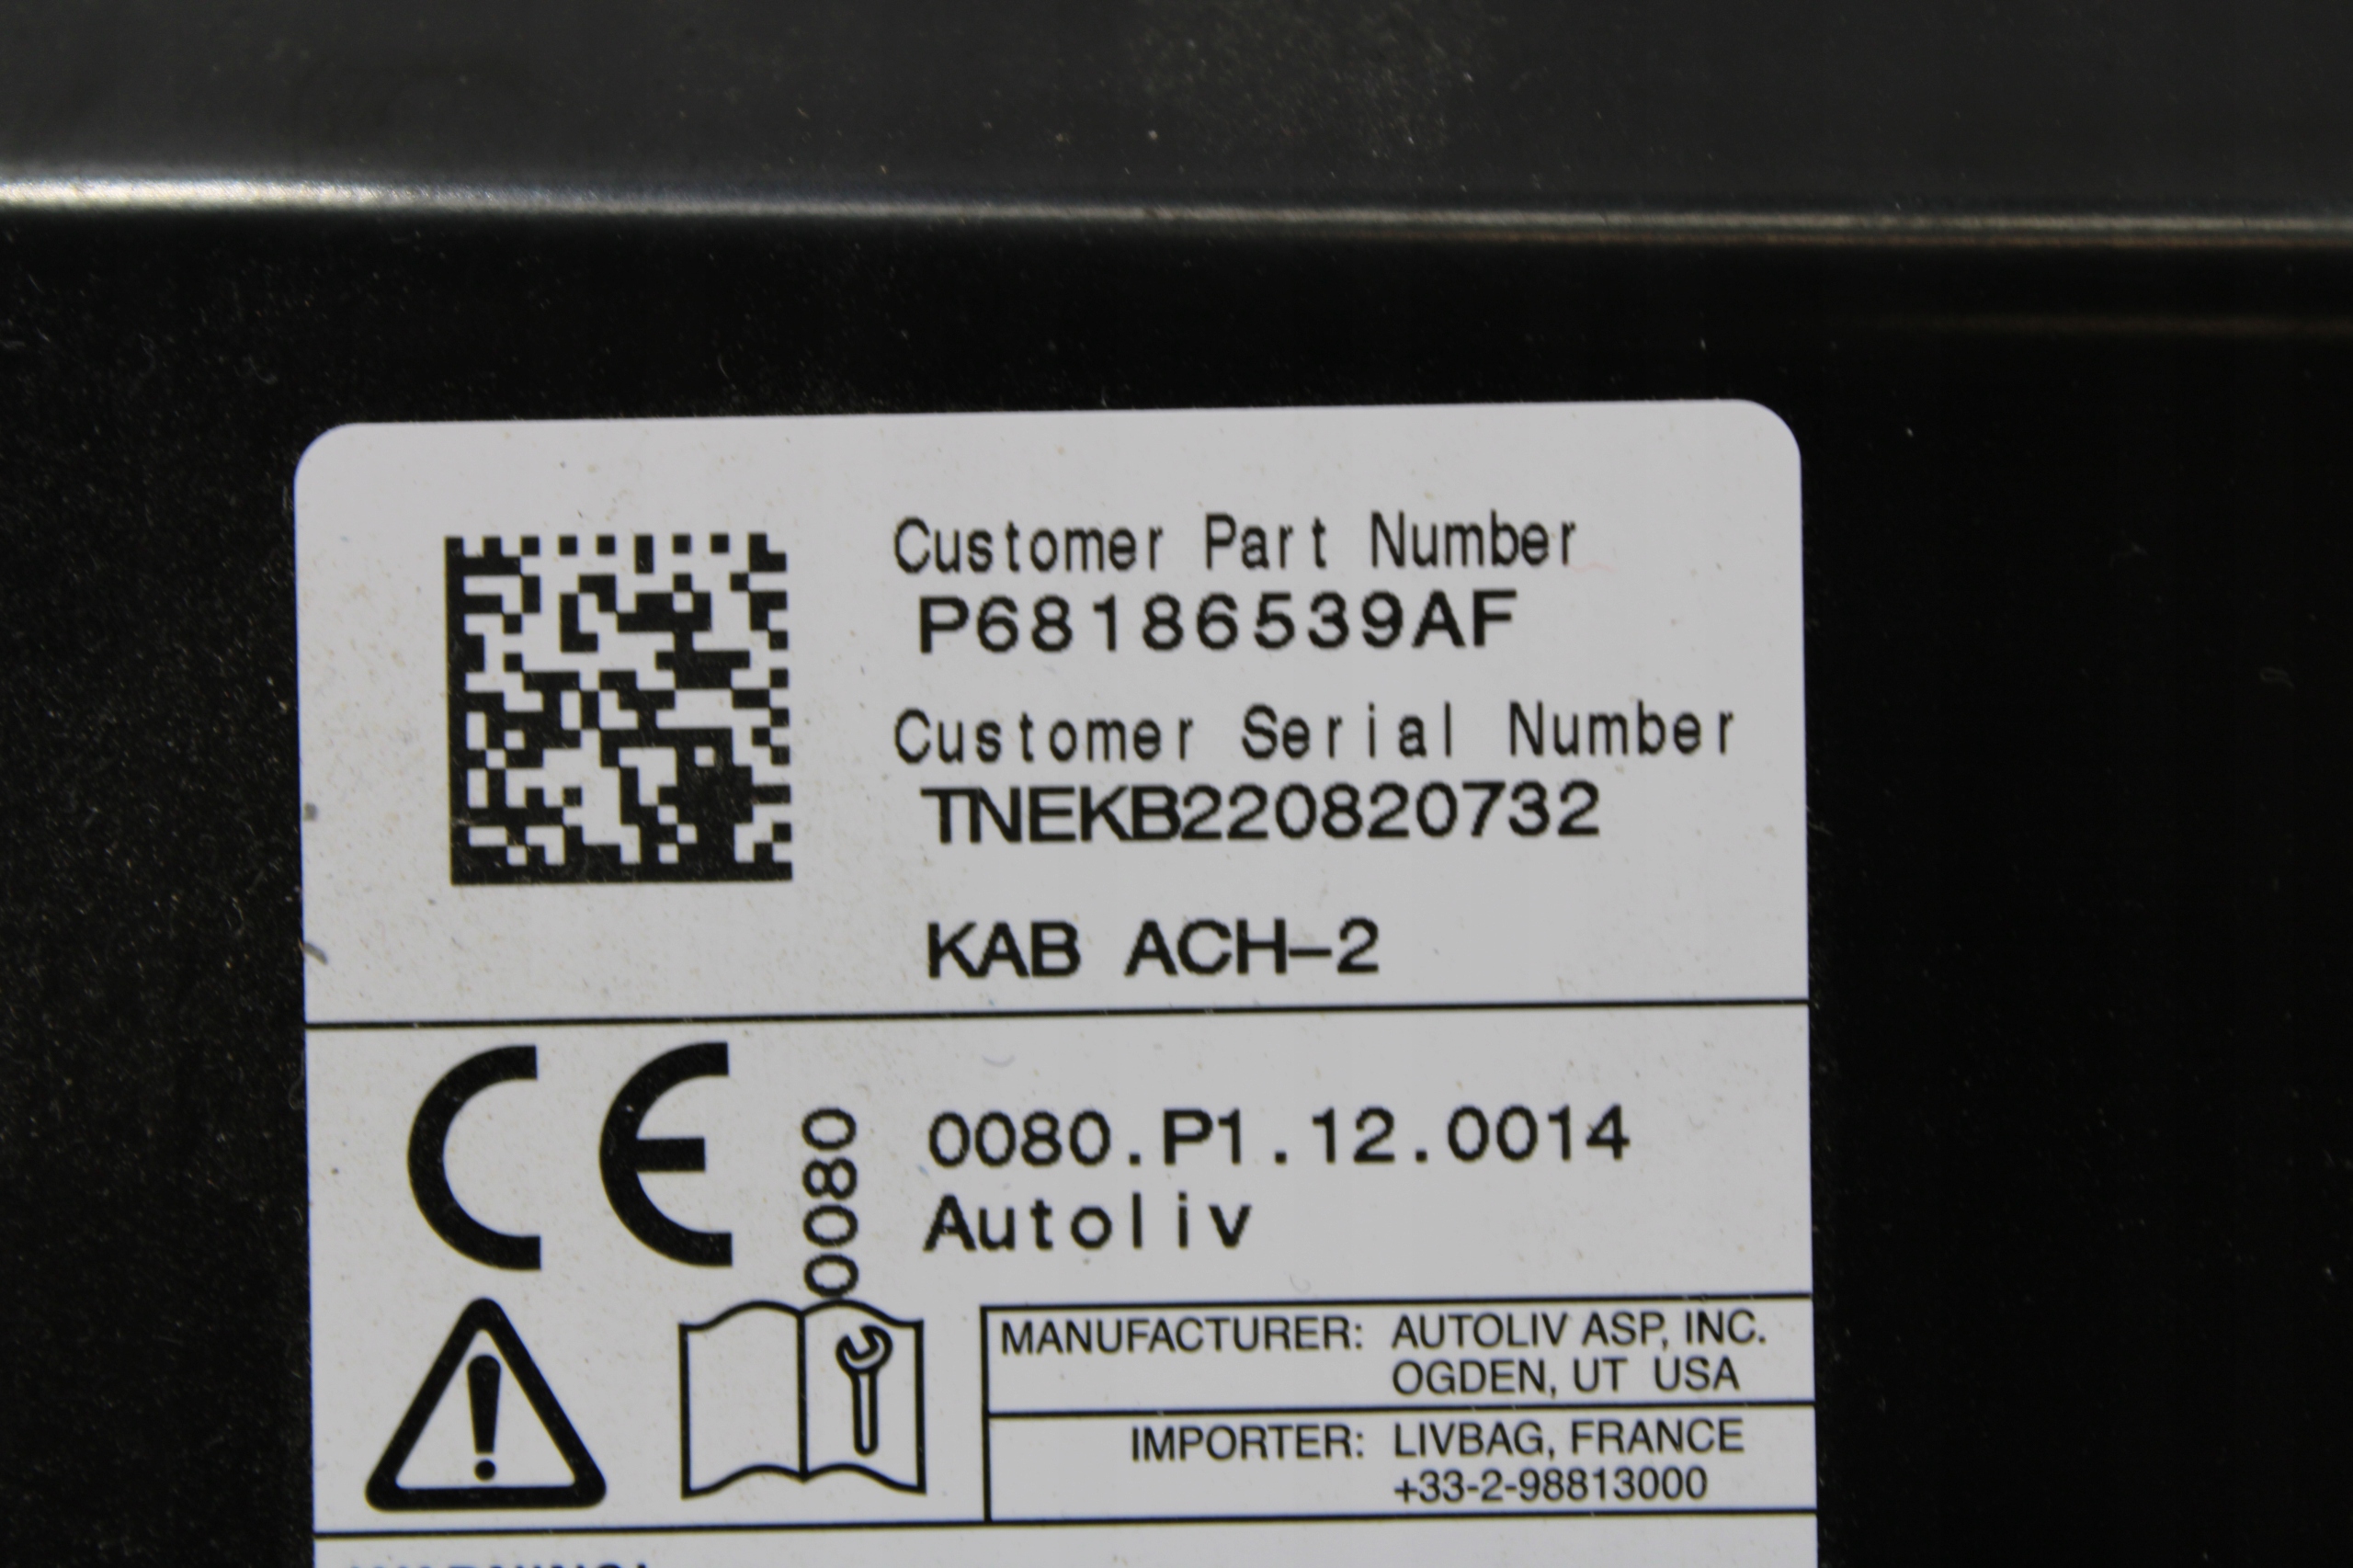 Customer Part Number
P68186539AF
Customer Serial Number
TNEKB220820732
KAB ACH-2
CE 0080
0080.P1.12.0014
Autoliv
MANUFACTURER: AUTOLIV ASP, INC.
OGDEN, UT USA
IMPORTER: LIVBAG, FRANCE
+33-2-98813000